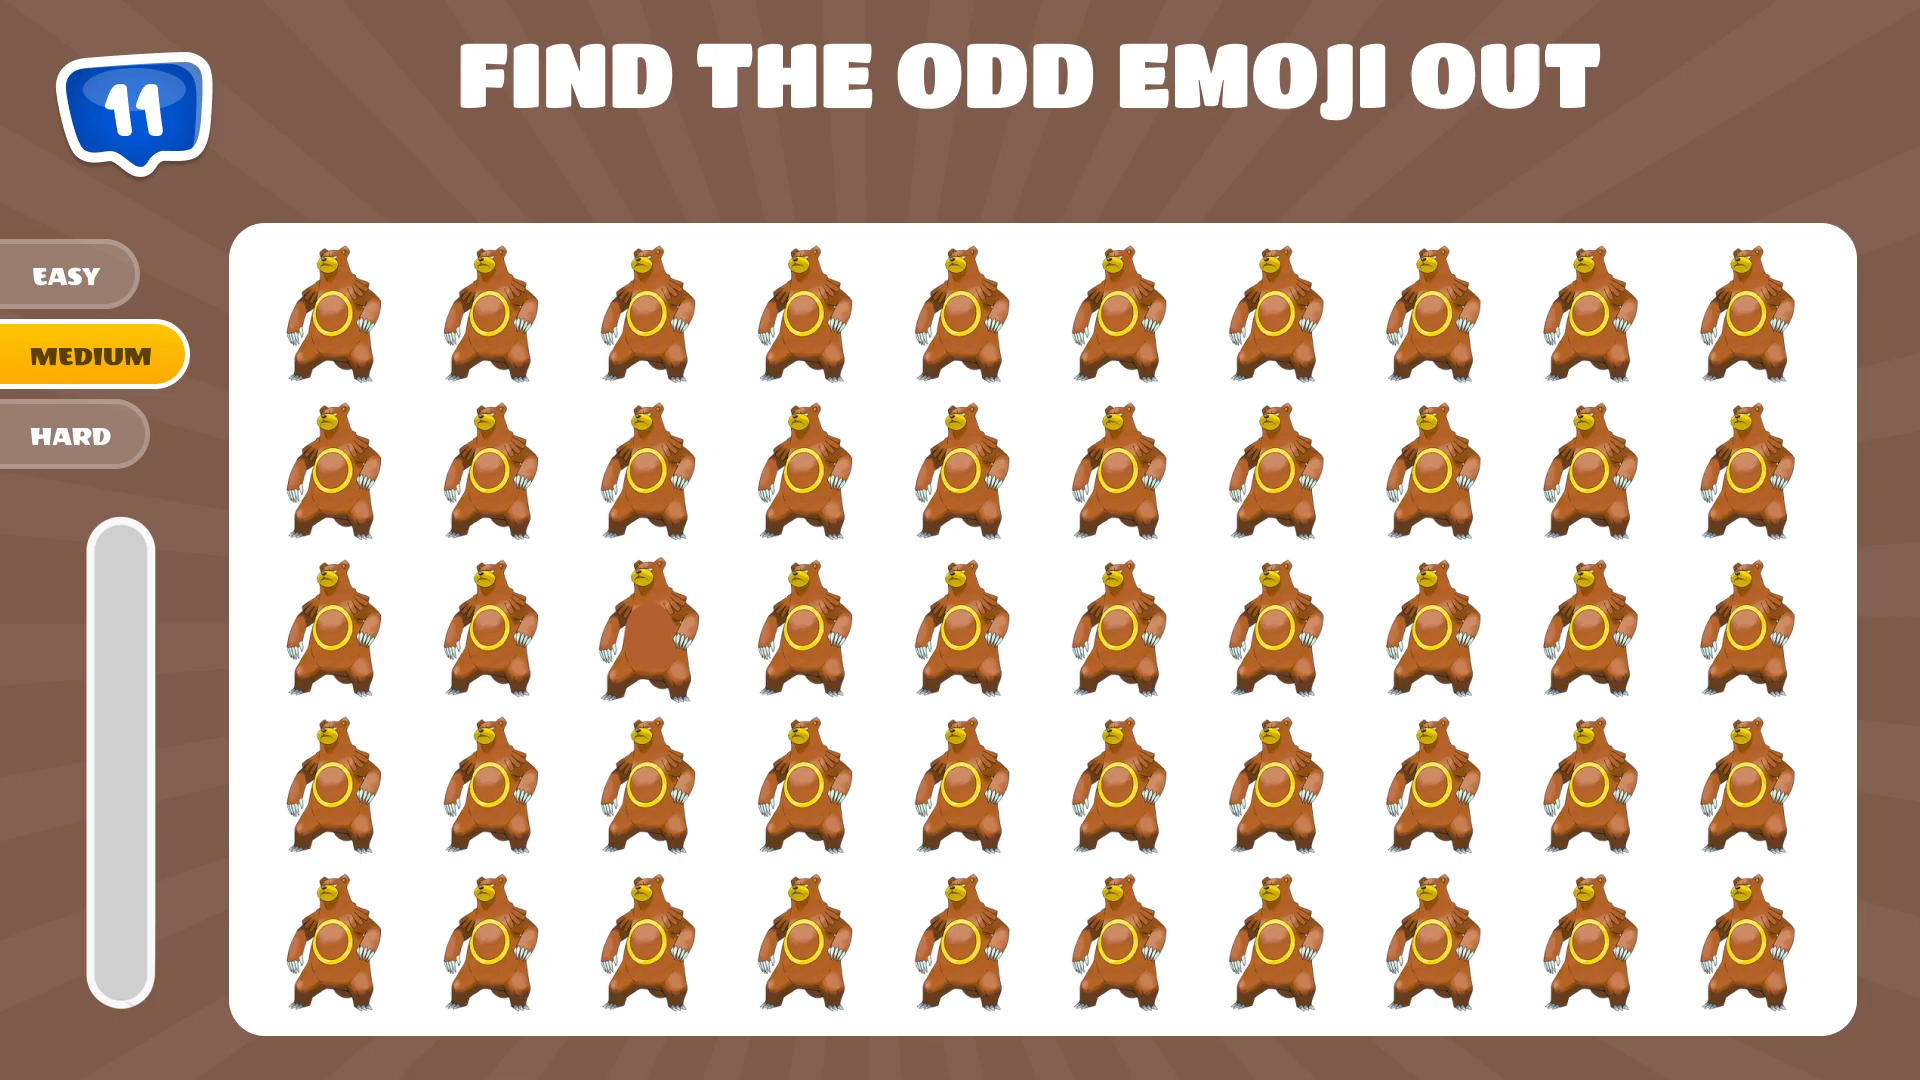 FIND THE ODD EMOJI OUT
11
EASY
MEDIUM
HARD